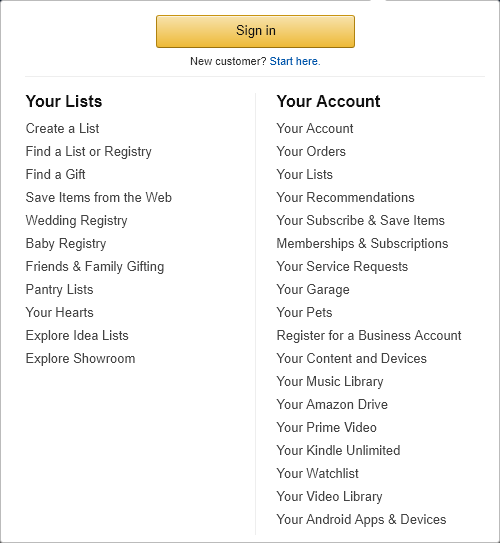 Sign in
New customer? Start here.
Your Lists
Create a List
Find a List or Registry
Find a Gift
Save Items from the Web
Wedding Registry
Baby Registry
Friends & Family Gifting
Pantry Lists
Your Hearts
Explore Idea Lists
Explore Showroom
Your Account
Your Account
Your Orders
Your Lists
Your Recommendations
Your Subscribe & Save Items
Memberships & Subscriptions
Your Service Requests
Your Garage
Your Pets
Register for a Business Account
Your Content and Devices
Your Music Library
Your Amazon Drive
Your Prime Video
Your Kindle Unlimited
Your Watchlist
Your Video Library
Your Android Apps & Devices